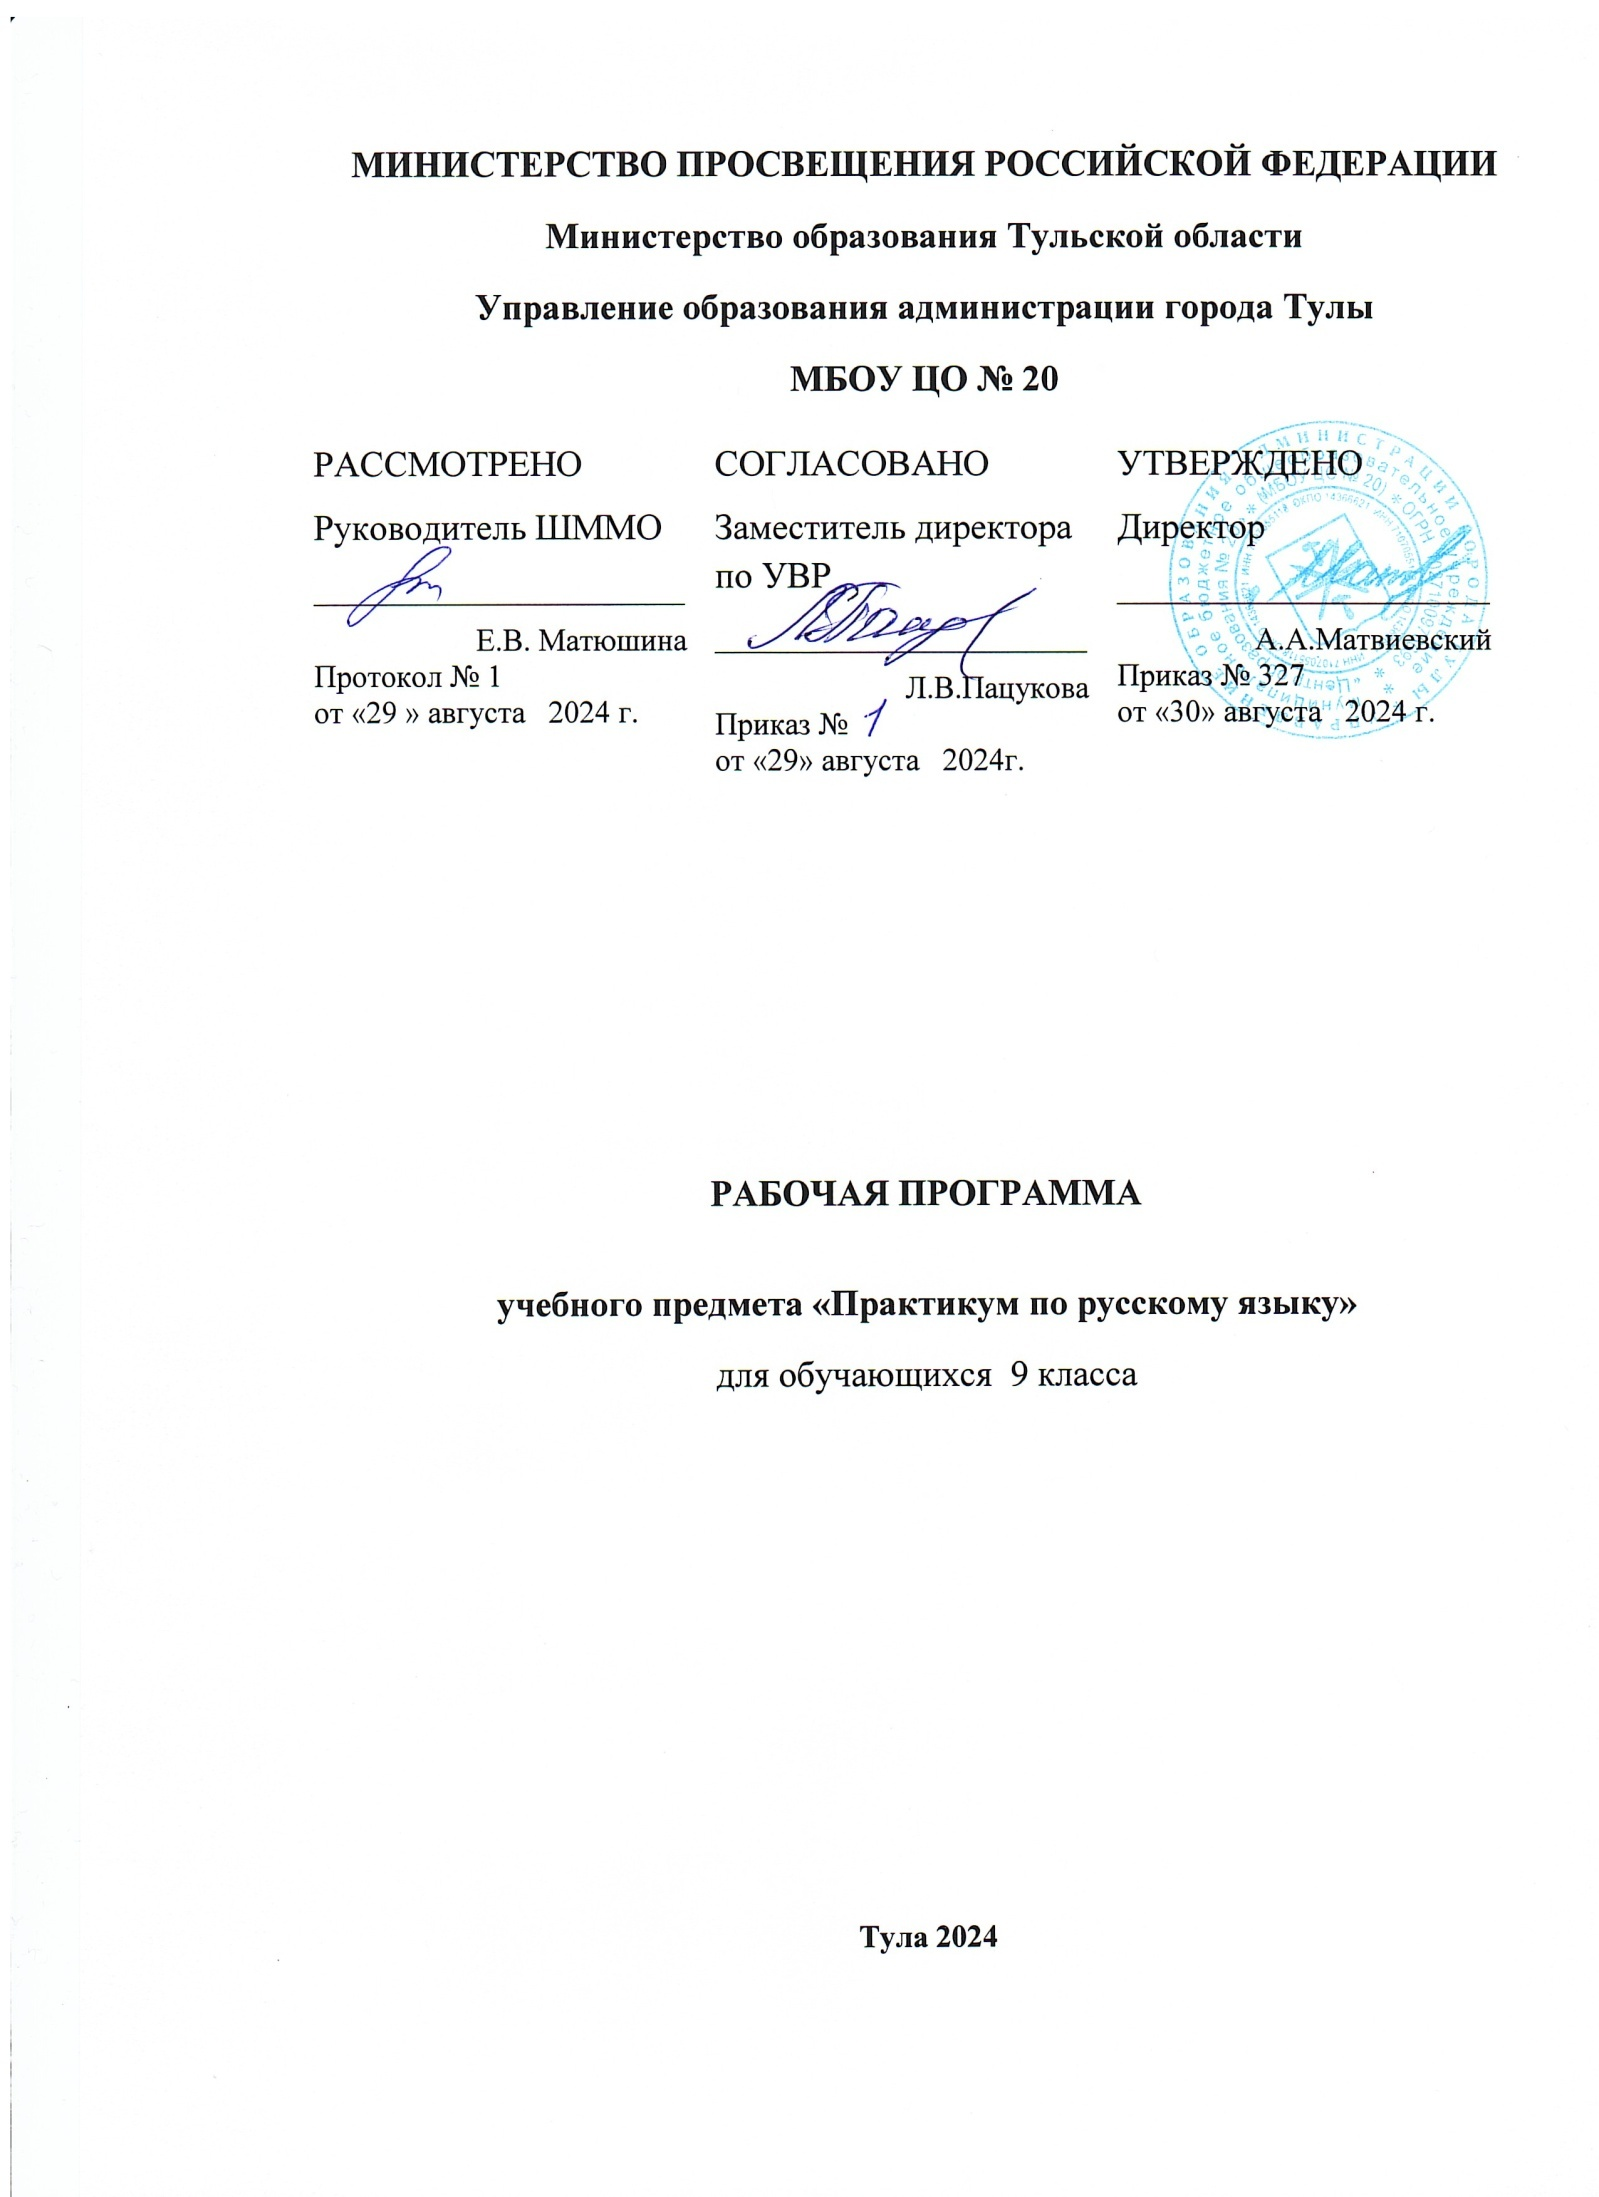 МИНИСТЕРСТВО ПРОСВЕЩЕНИЯ РОССИЙСКОЙ ФЕДЕРАЦИИ
Министерство образования Тульской области
Управление образования администрации города Тулы
МБОУ ЦО № 20
РАССМОТРЕНО
Руководитель ШММО
Е.В. Матюшина
Протокол № 1
от «29 » августа 2024 г.
СОГЛАСОВАНО
Заместитель директора
по УВР
Л.В.Пацукова
Приказ № 1
от «29» августа 2024г.
УТВЕРЖДЕНО
Директор
А.А.Матвиевский
Приказ № 327
от «30» августа 2024 г.
РАБОЧАЯ ПРОГРАММА
учебного предмета «Практикум по русскому языку»
для обучающихся 9 класса
Тула 2024